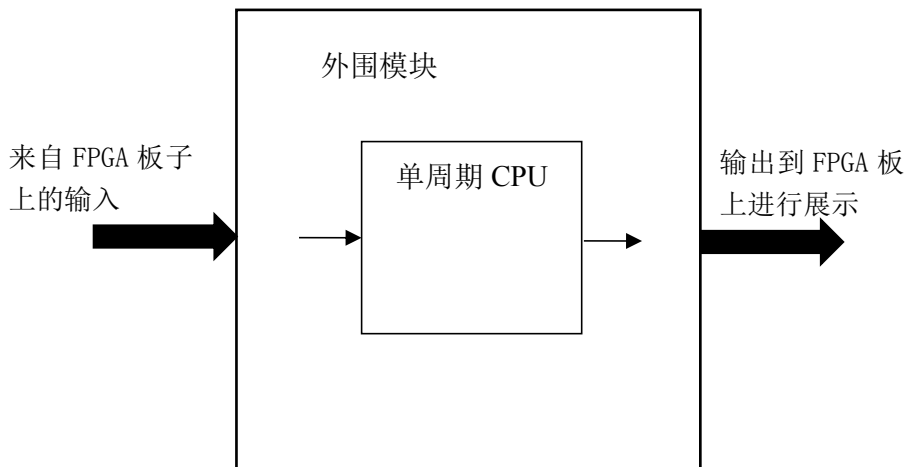 外围模块
来自 FPGA 板子
上的输入
单周期 CPU
输出到 FPGA 板
上进行展示